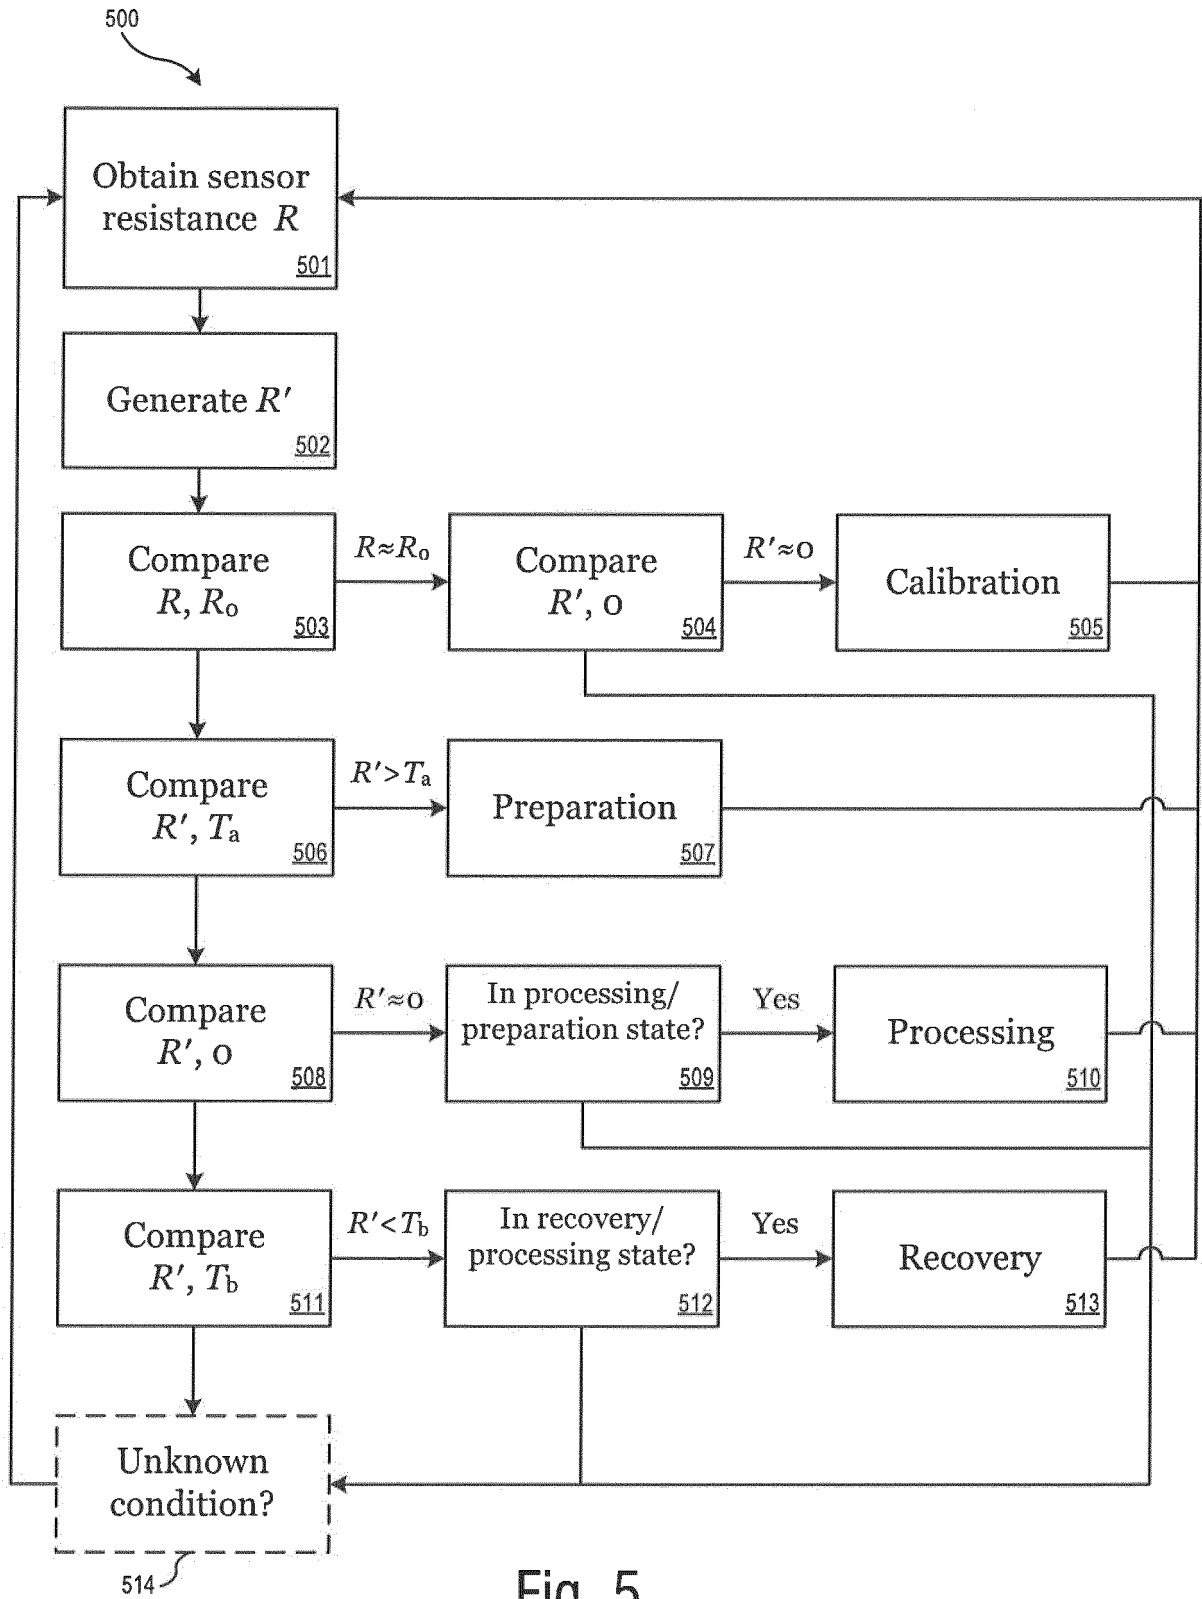 500
Obtain sensor
resistance R
501
Generate R'
502
Compare
R, R₀
503
R≈R₀
Compare
R', 0
504
R'≈0
Calibration
505
Compare
R', Tₐ
506
R'>Tₐ
Preparation
507
Compare
R', 0
508
R'≈0
In processing/
preparation state?
509
Yes
Processing
510
Compare
R', T_b
511
R'<T_b
In recovery/
processing state?
512
Yes
Recovery
513
Unknown
condition?
514
Fig. 5